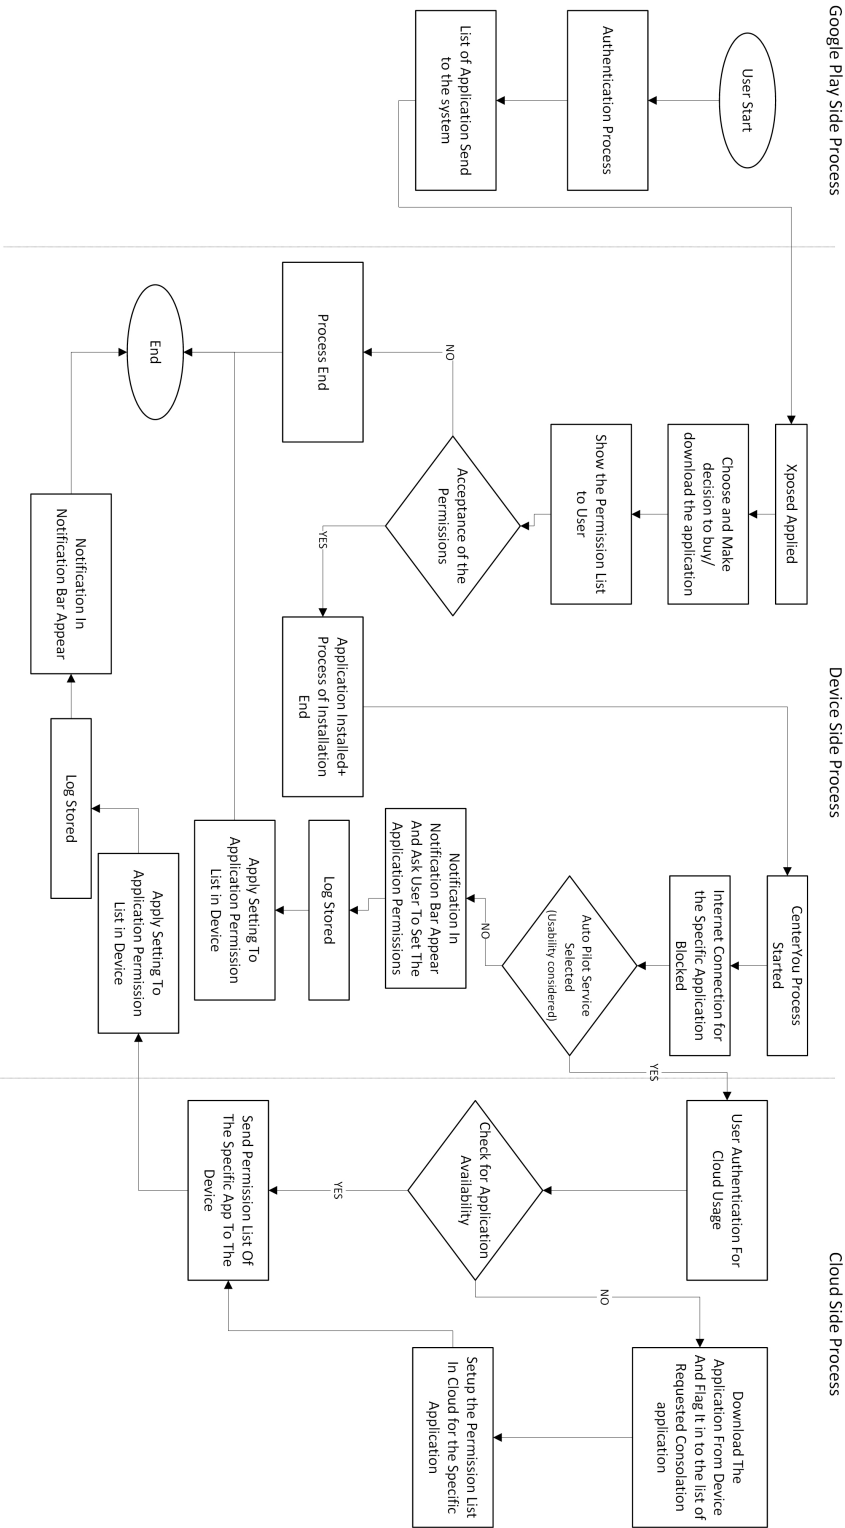 Google Play Side Process
User Start
Authentication Process
List of Application Send
to the system
Device Side Process
Xposed Applied
Choose and Make
decision to buy/
download the application
Show the Permission List
to User
Acceptance of the
Permissions
NO
Process End
End
YES
Application Installed+
Process of Installation
End
CenterYou Process
Started
Internet Connection for
the Specific Application
Blocked
Auto Pilot Service
Selected
(Usability considered)
NO
Notification In
Notification Bar Appear
And Ask User To Set The
Application Permissions
Log Stored
Apply Setting To
Application Permission
List in Device
YES
Cloud Side Process
User Authentication For
Cloud Usage
Check for Application
Availability
NO
Download The
Application From Device
And Flag It in to the list of
Requested Consolation
application
Setup the Permission List
In Cloud for the Specific
Application
YES
Send Permission List Of
The Specific App To The
Device
Apply Setting To
Application Permission
List in Device
Log Stored
Notification In
Notification Bar Appear